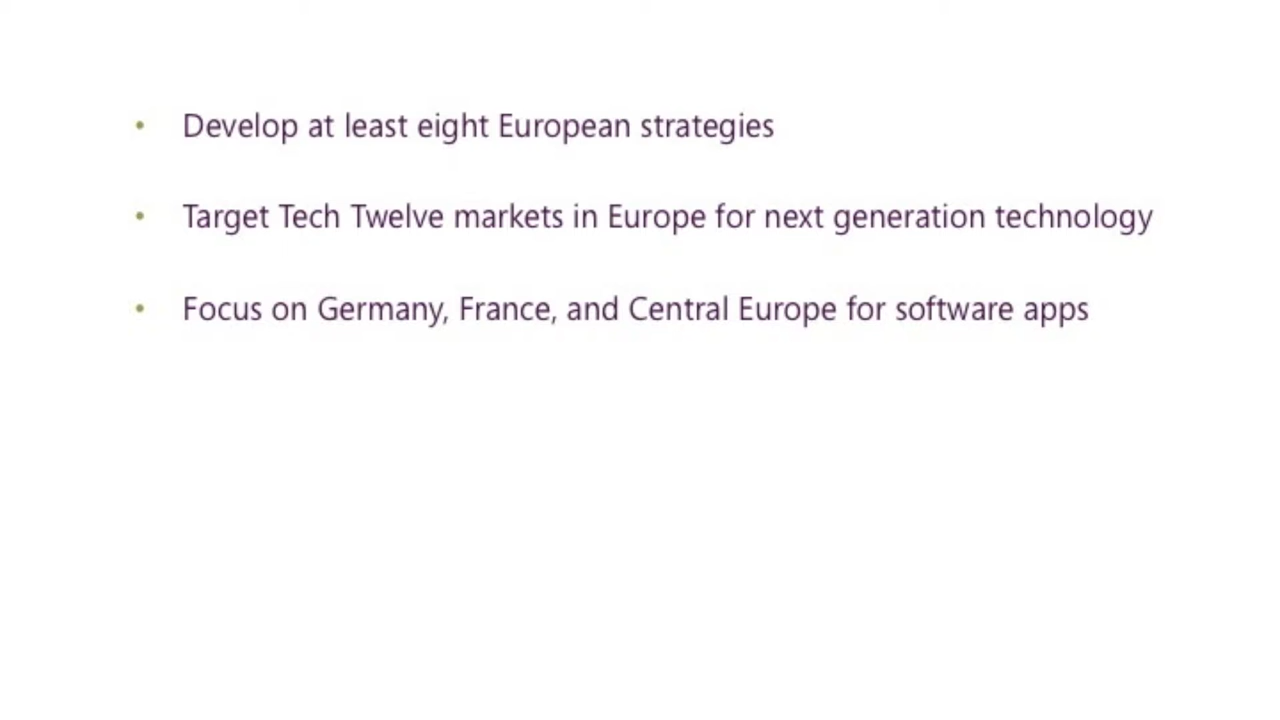 • Develop at least eight European strategies
• Target Tech Twelve markets in Europe for next generation technology
• Focus on Germany, France, and Central Europe for software apps